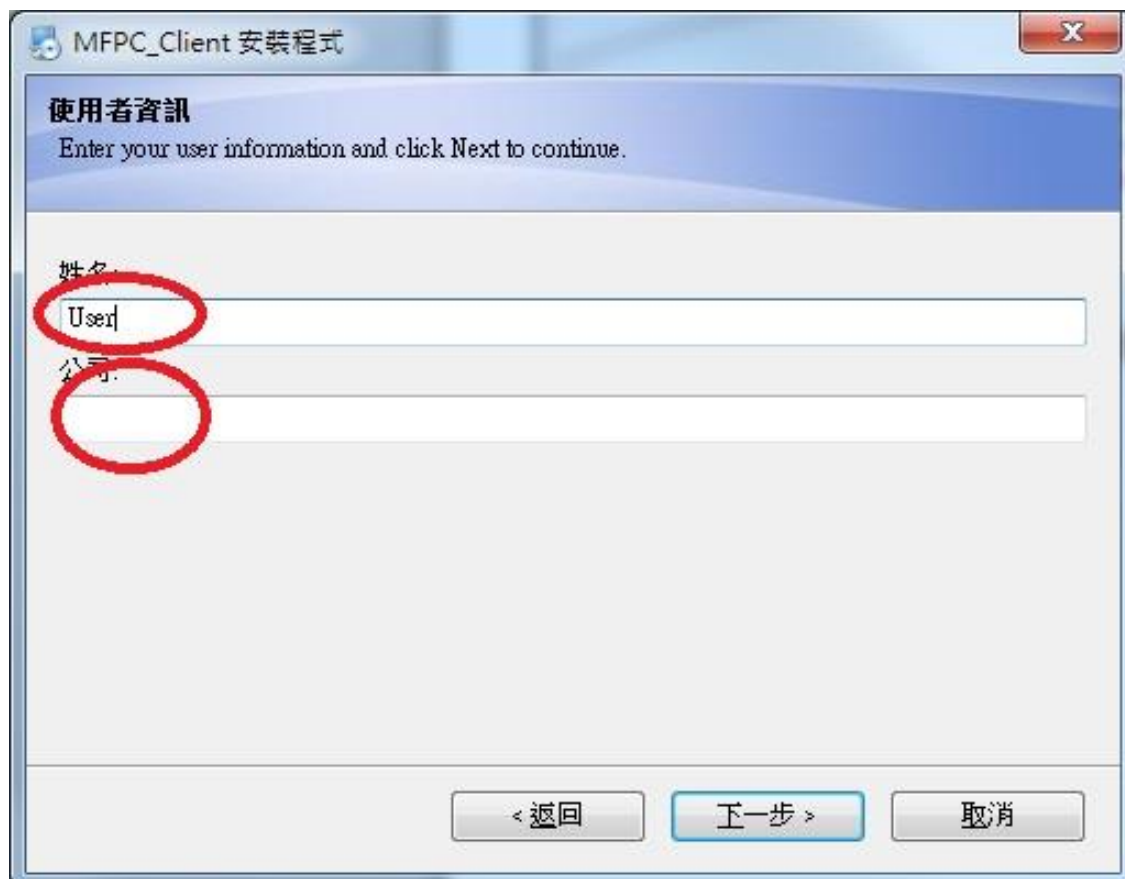 MFPC_Client 安裝程式
使用者資訊
Enter your user information and click Next to continue.
姓名:
User
公司:
< 返回
下一步 >
取消